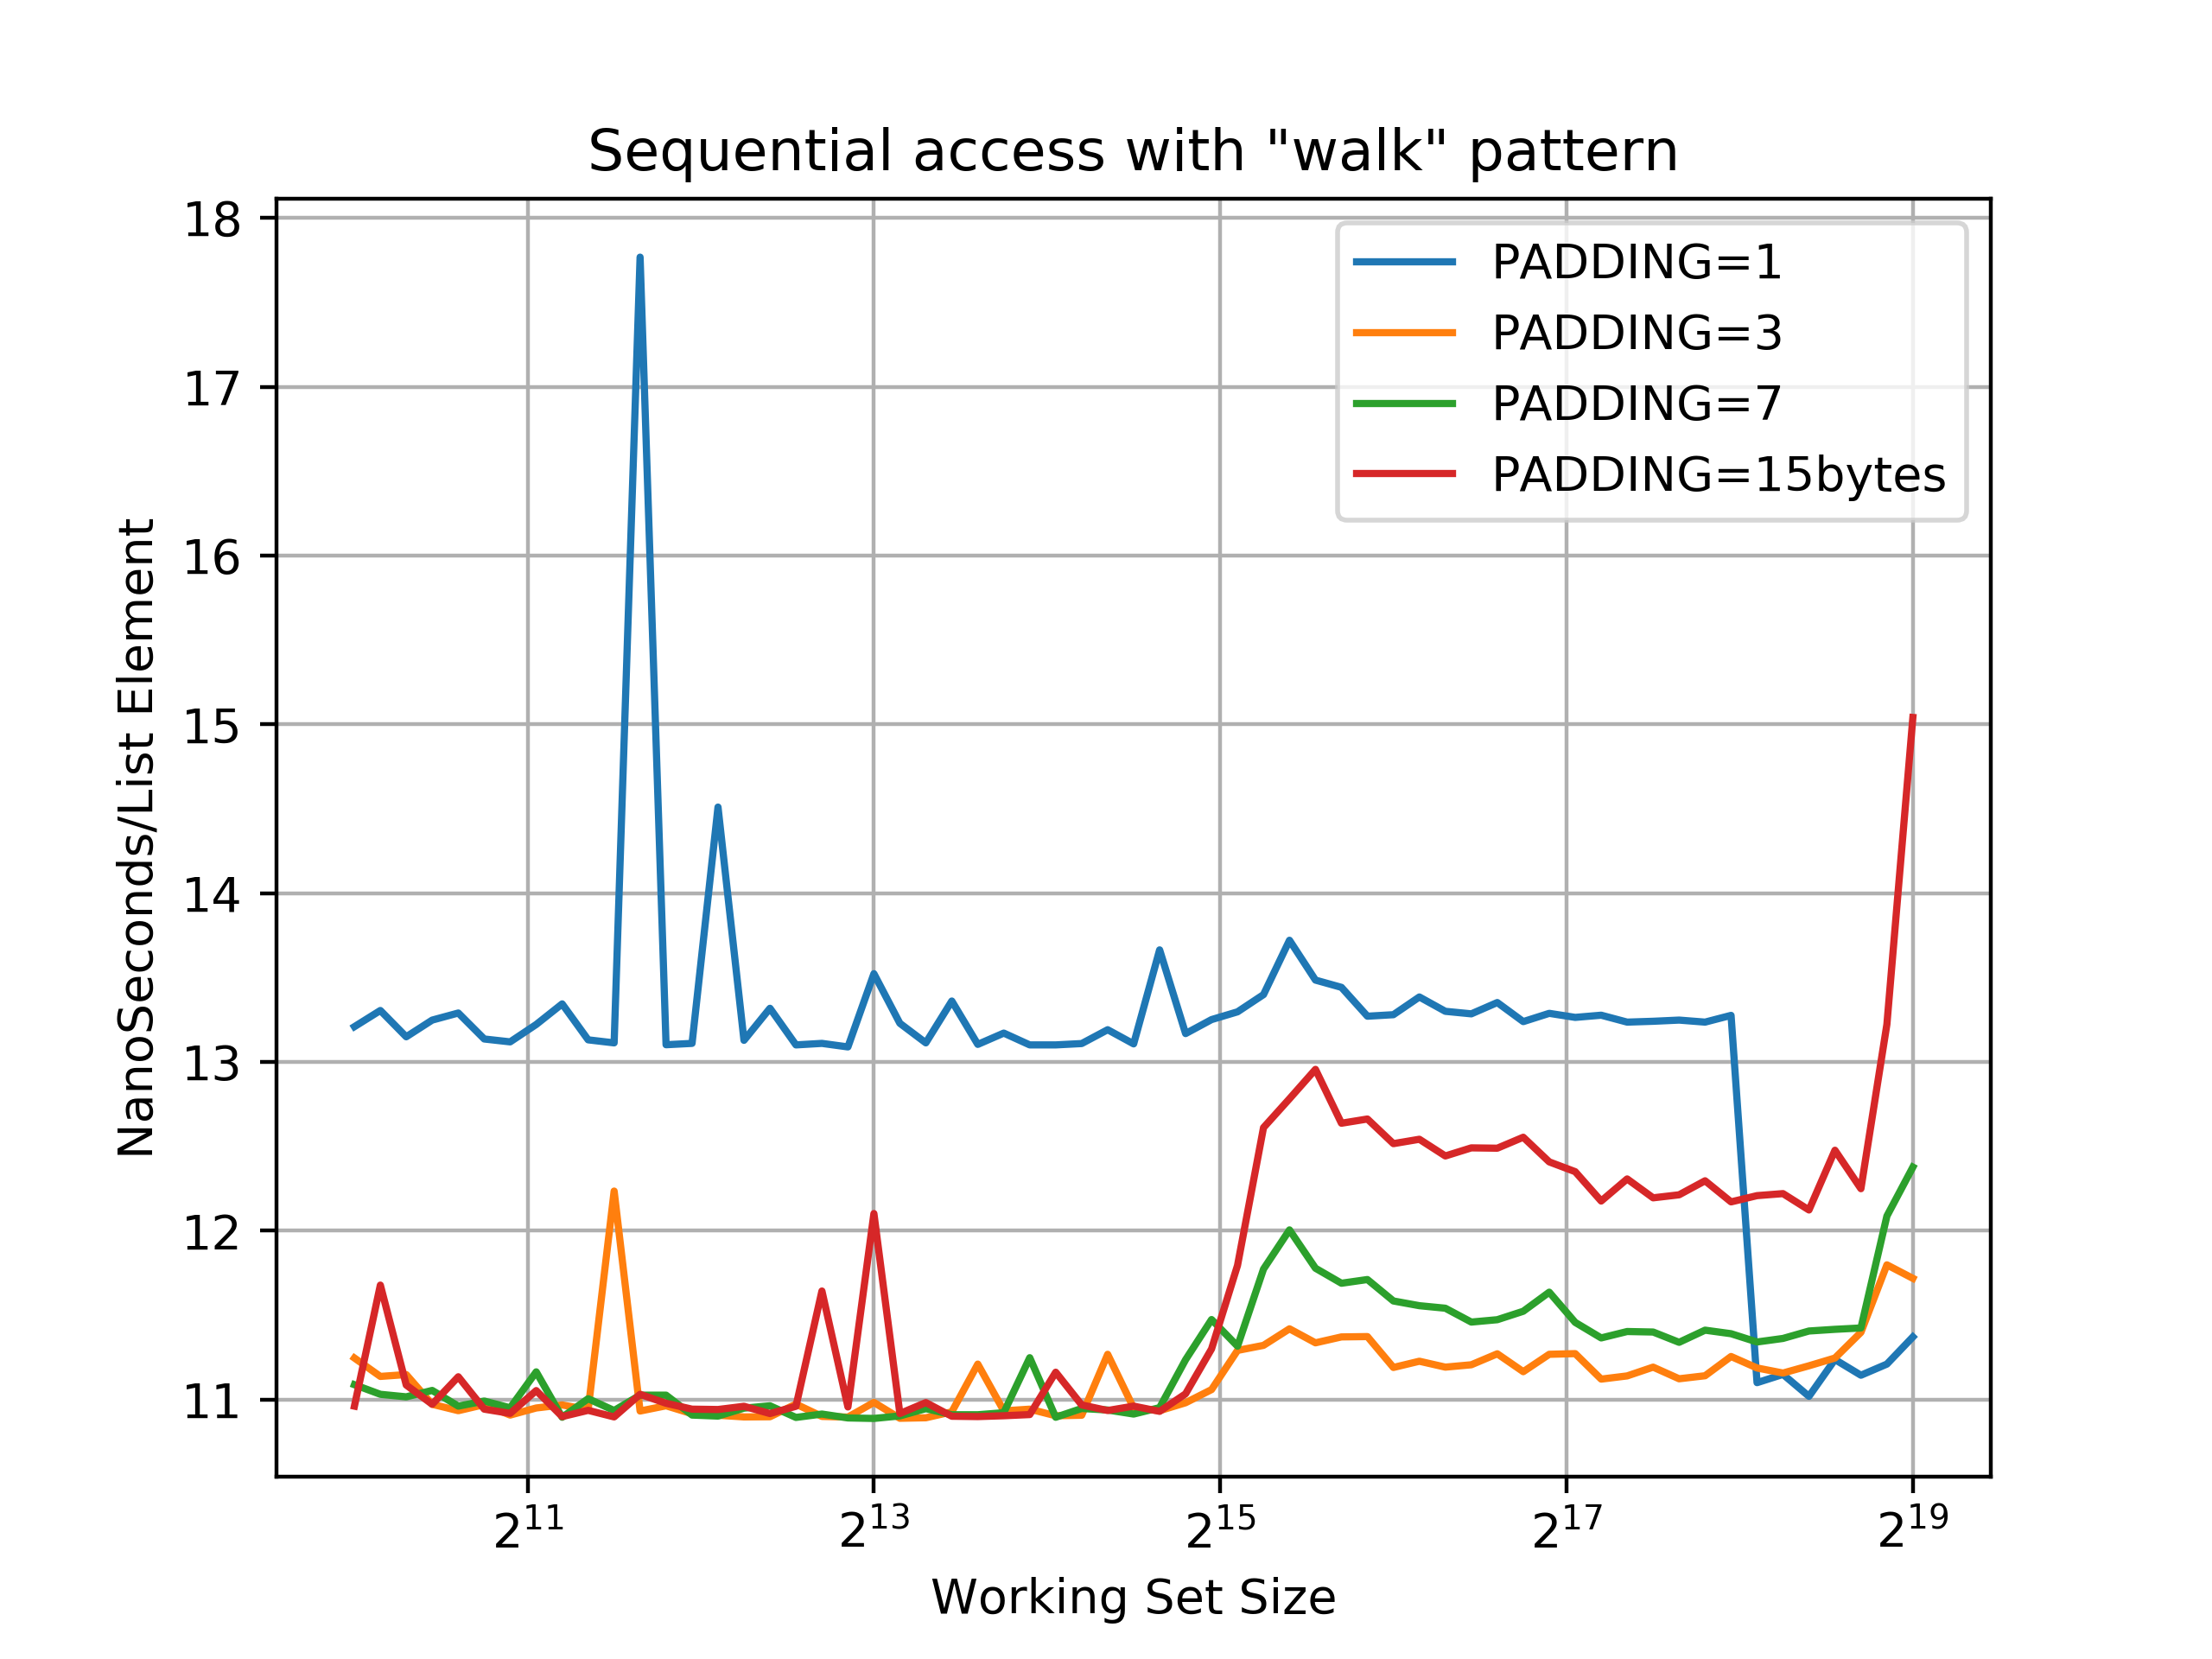 Sequential access with "walk" pattern
PADDING=1
PADDING=3
PADDING=7
PADDING=15bytes
NanoSeconds/List Element
18
17
16
15
14
13
12
11
2^11 2^13 2^15 2^17 2^19
Working Set Size